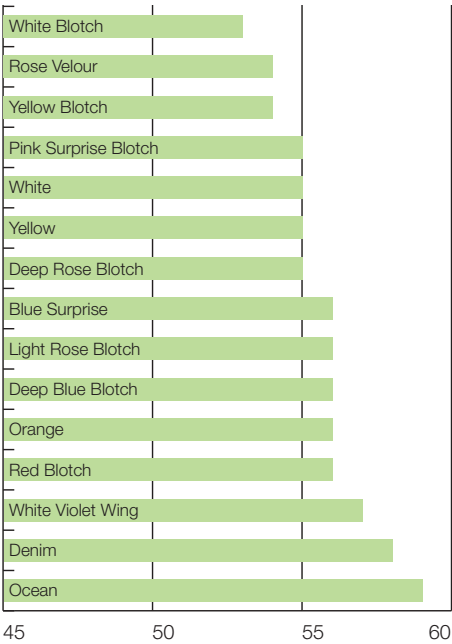 White Blotch
Rose Velour
Yellow Blotch
Pink Surprise Blotch
White
Yellow
Deep Rose Blotch
Blue Surprise
Light Rose Blotch
Deep Blue Blotch
Orange
Red Blotch
White Violet Wing
Denim
Ocean
45 50 55 60